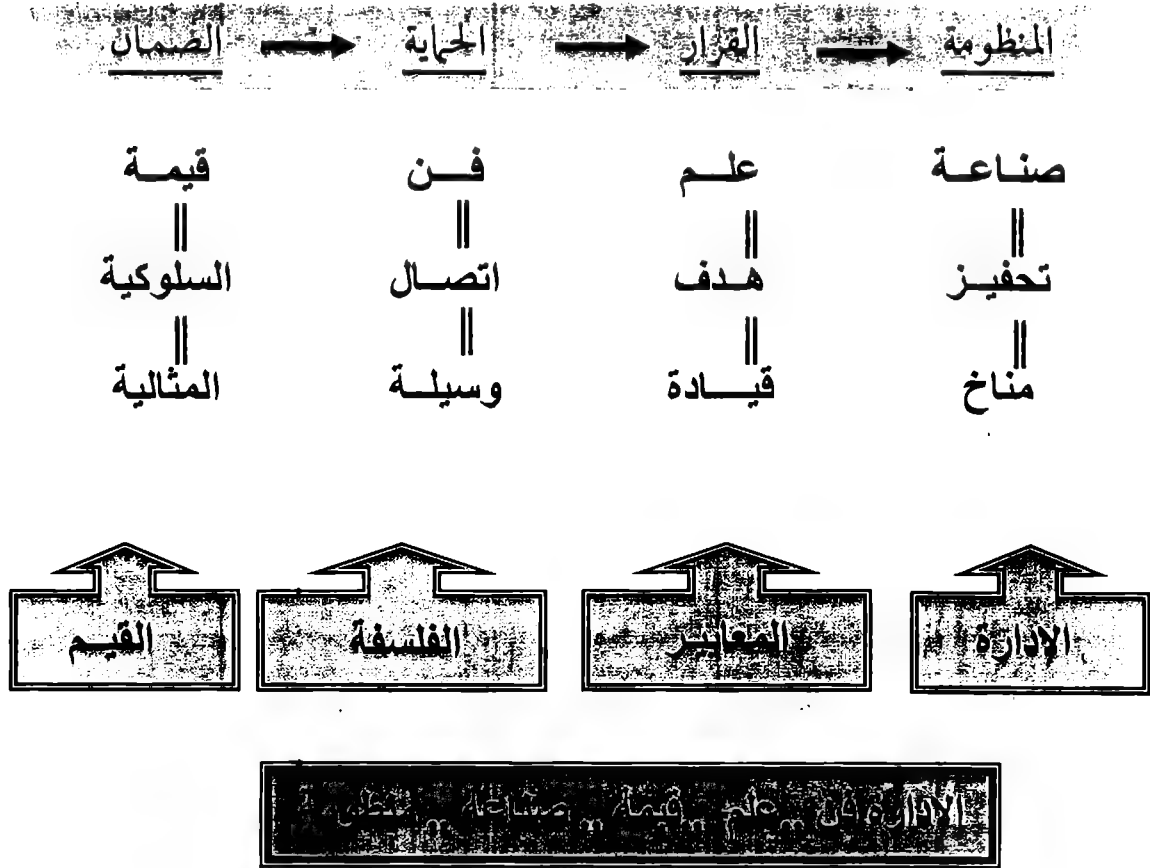 المنظومة القرار الحماية الضمان
صناعة علم فن قيمة
تحفيز هدف اتصال السلوكية
مناخ قيادة وسيلة المثالية
الإدارة المعايير الفلسفة القيم
الإدارة فن _ علم _ قيمة _ صناعة _ منظومة